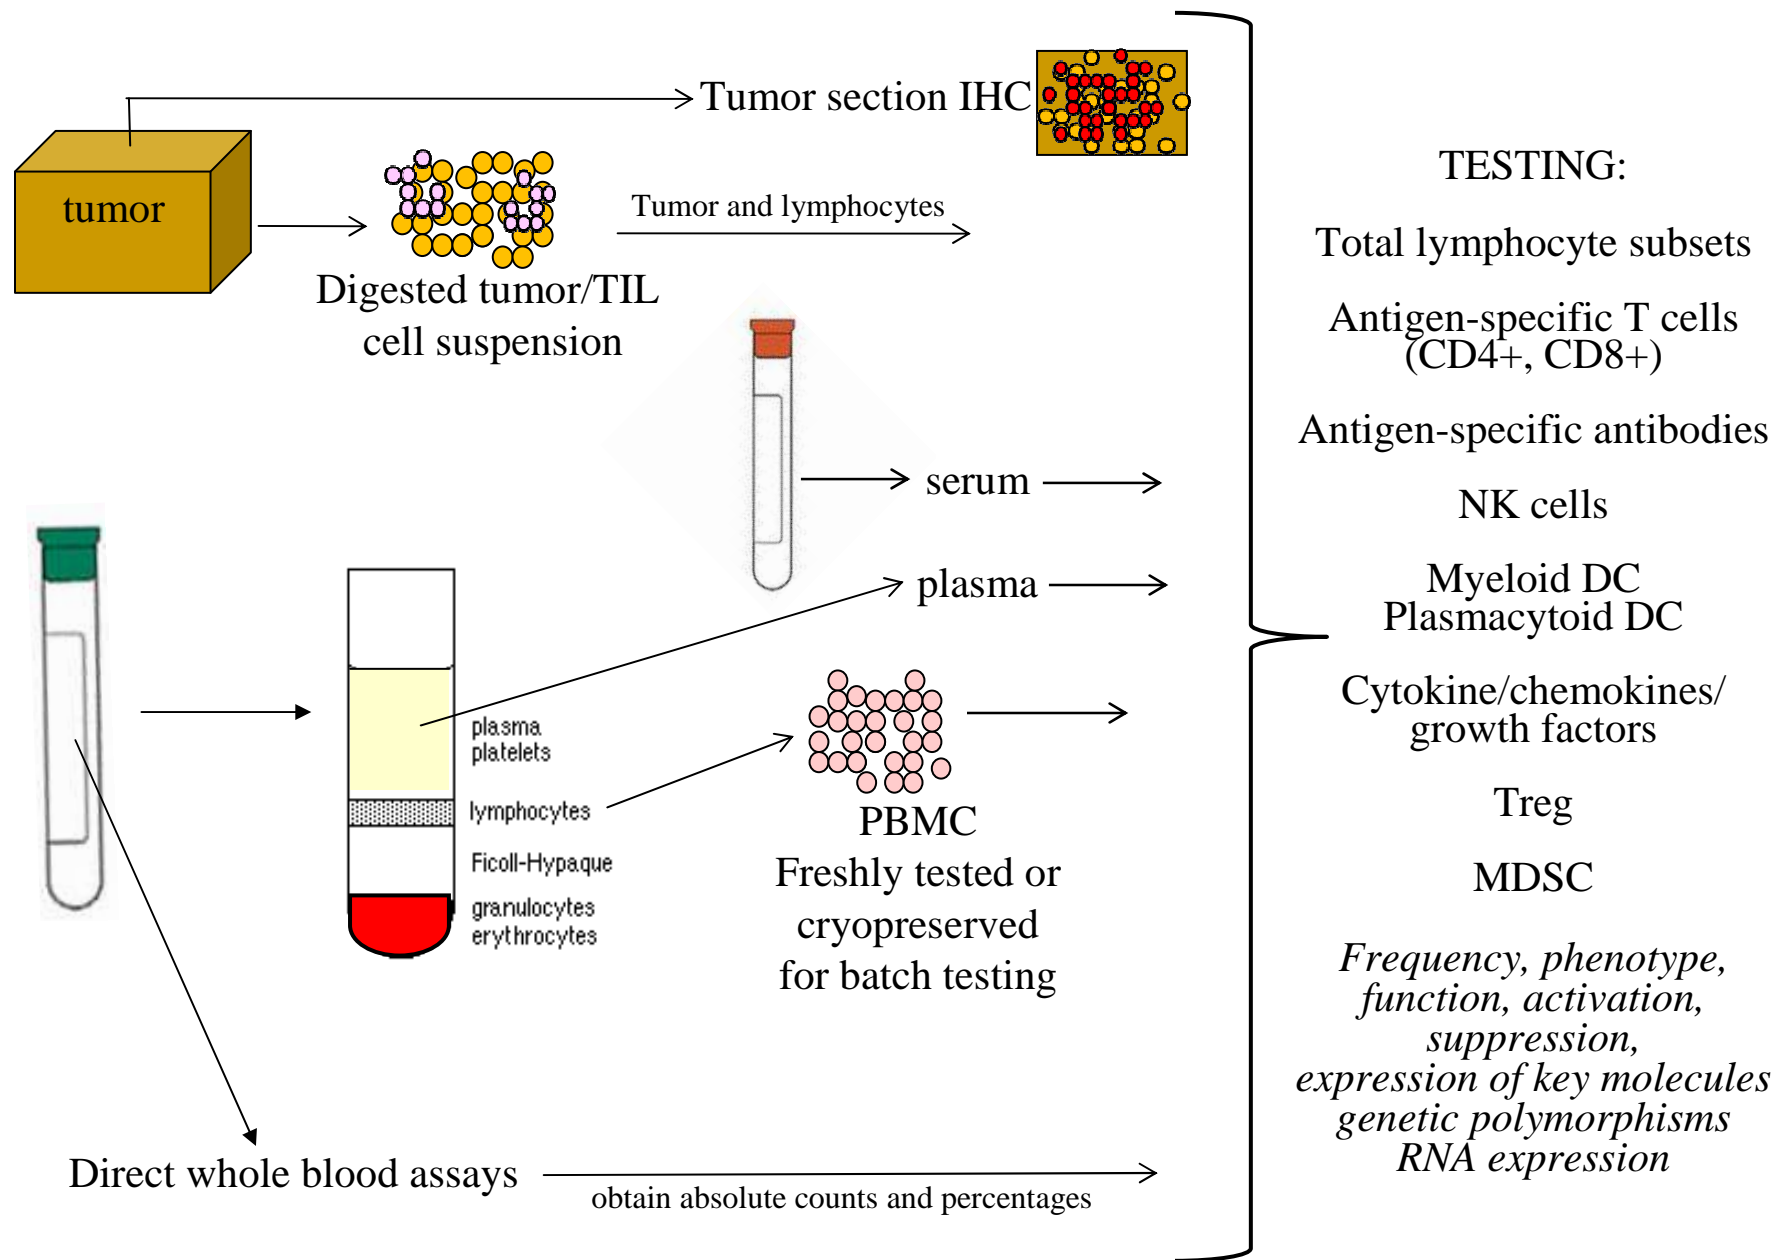 Tumor section IHC
tumor
Tumor and lymphocytes
Digested tumor/TIL
cell suspension
serum
plasma
plasma
platelets
lymphocytes
Ficoll-Hypaque
granulocytes
erythrocytes
PBMC
Freshly tested or
cryopreserved
for batch testing
Direct whole blood assays
obtain absolute counts and percentages
TESTING:
Total lymphocyte subsets
Antigen-specific T cells
(CD4+, CD8+)
Antigen-specific antibodies
NK cells
Myeloid DC
Plasmacytoid DC
Cytokine/chemokines/
growth factors
Treg
MDSC
Frequency, phenotype,
function, activation,
suppression,
expression of key molecules
genetic polymorphisms
RNA expression